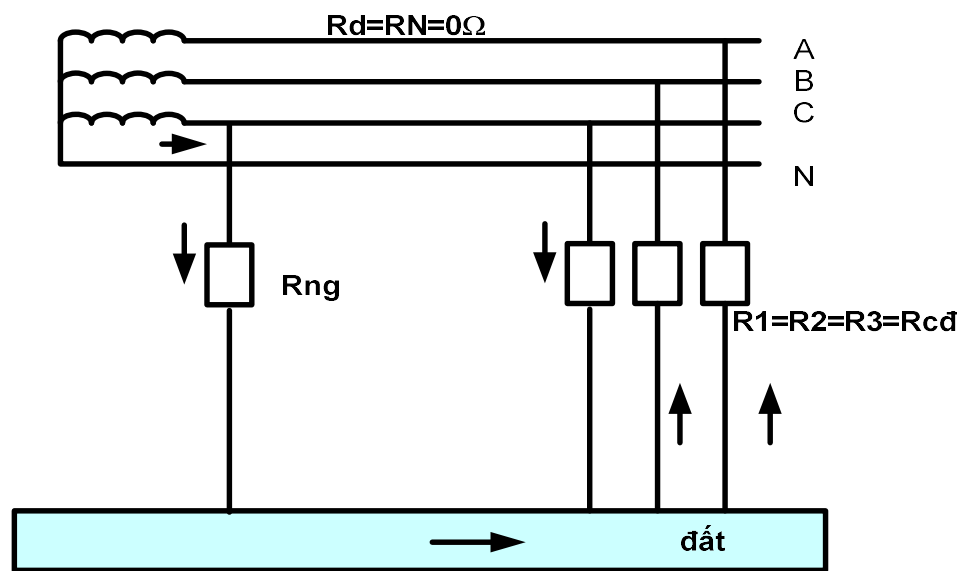 Rd=RN=0Ω
A
B
C
N
Rng
R1=R2=R3=Rcđ
đất